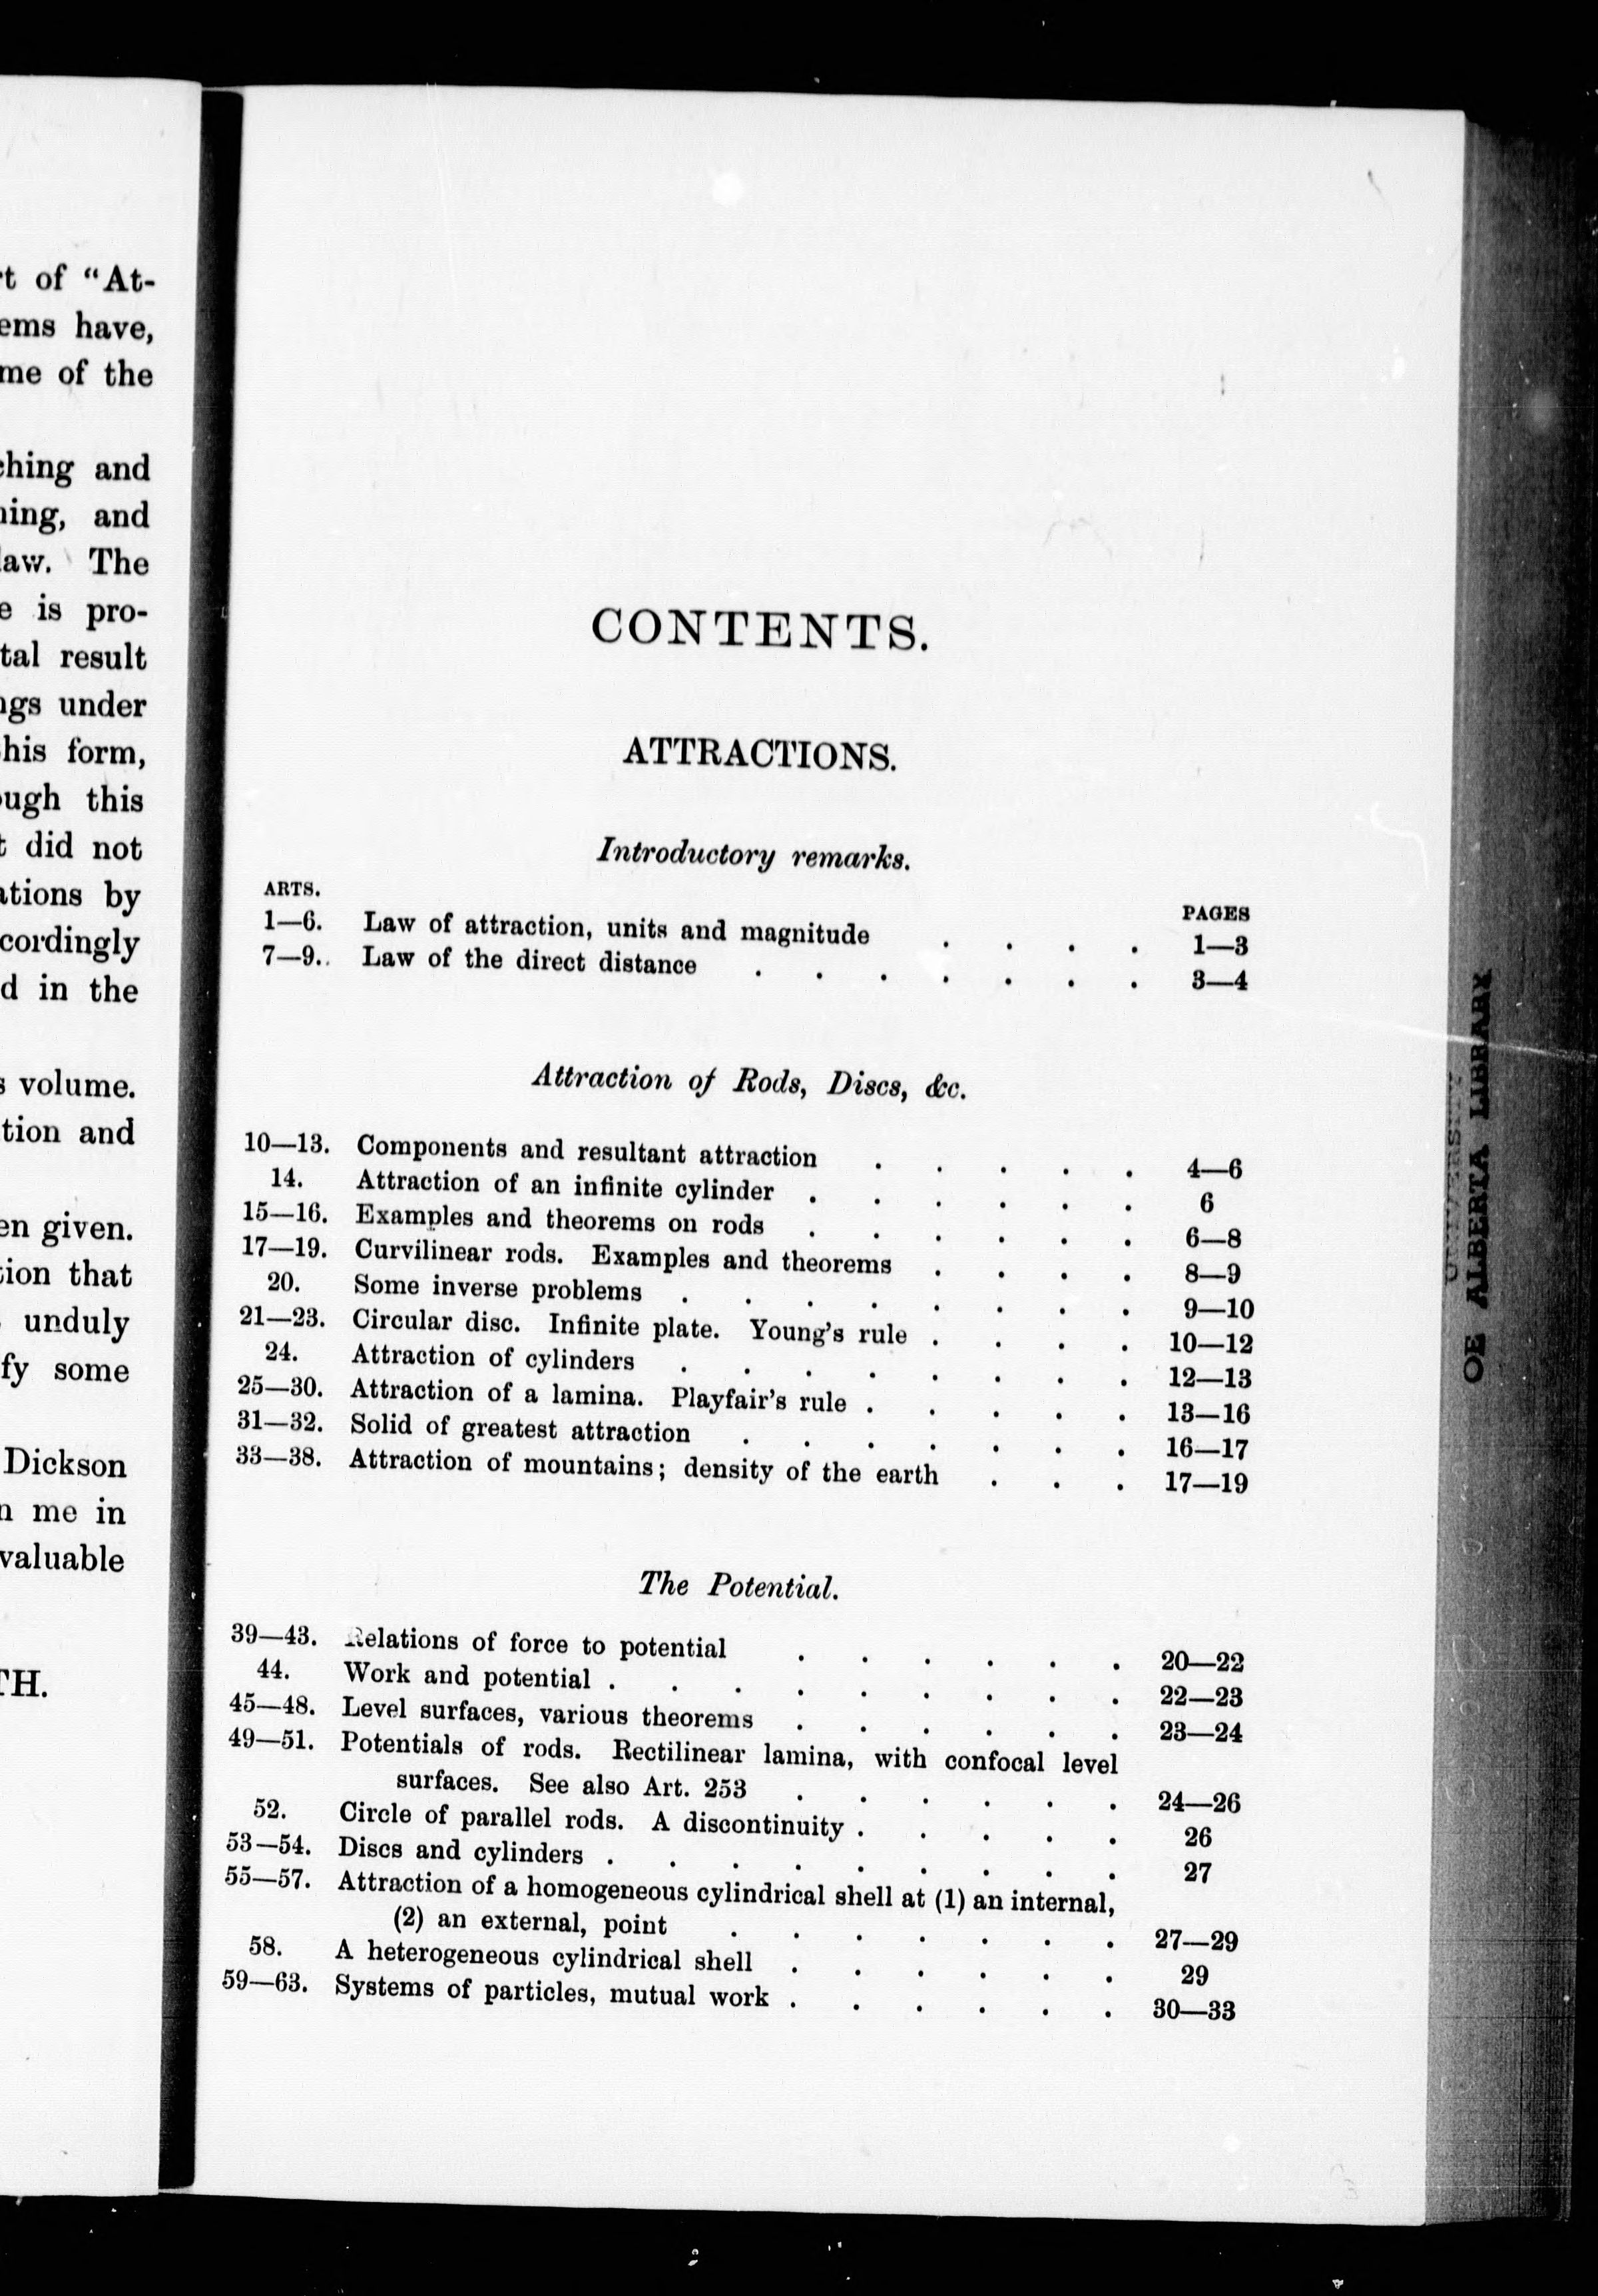 t of "At-
ems have,
me of the
ching and
ning, and
law. The
e is pro-
tal result
ngs under
his form,
ough this
t did not
ations by
cordingly
d in the
s volume.
tion and
en given.
tion that
unduly
fy some
Dickson
n me in
valuable
TH.
CONTENTS.
ATTRACTIONS.
Introductory remarks.
ARTS. PAGES
1—6. Law of attraction, units and magnitude . . . . 1—3
7—9. Law of the direct distance . . . . . . . 3—4
Attraction of Rods, Discs, &c.
10—13. Components and resultant attraction . . . . . 4—6
14. Attraction of an infinite cylinder . . . . . . 6
15—16. Examples and theorems on rods . . . . . . 6—8
17—19. Curvilinear rods. Examples and theorems . . . . 8—9
20. Some inverse problems . . . . . . . . 9—10
21—23. Circular disc. Infinite plate. Young's rule . . . . 10—12
24. Attraction of cylinders . . . . . . . . 12—13
25—30. Attraction of a lamina. Playfair's rule . . . . . 13—16
31—32. Solid of greatest attraction . . . . . . . 16—17
33—38. Attraction of mountains; density of the earth . . . 17—19
The Potential.
39—43. Relations of force to potential . . . . . . 20—22
44. Work and potential . . . . . . . . . 22—23
45—48. Level surfaces, various theorems . . . . . . 23—24
49—51. Potentials of rods. Rectilinear lamina, with confocal level
surfaces. See also Art. 253 . . . . . . 24—26
52. Circle of parallel rods. A discontinuity . . . . . 26
53—54. Discs and cylinders . . . . . . . . . 27
55—57. Attraction of a homogeneous cylindrical shell at (1) an internal,
(2) an external, point . . . . . . . 27—29
58. A heterogeneous cylindrical shell . . . . . . 29
59—63. Systems of particles, mutual work . . . . . . 30—33
UNIVERSITY
OF ALBERTA LIBRARY